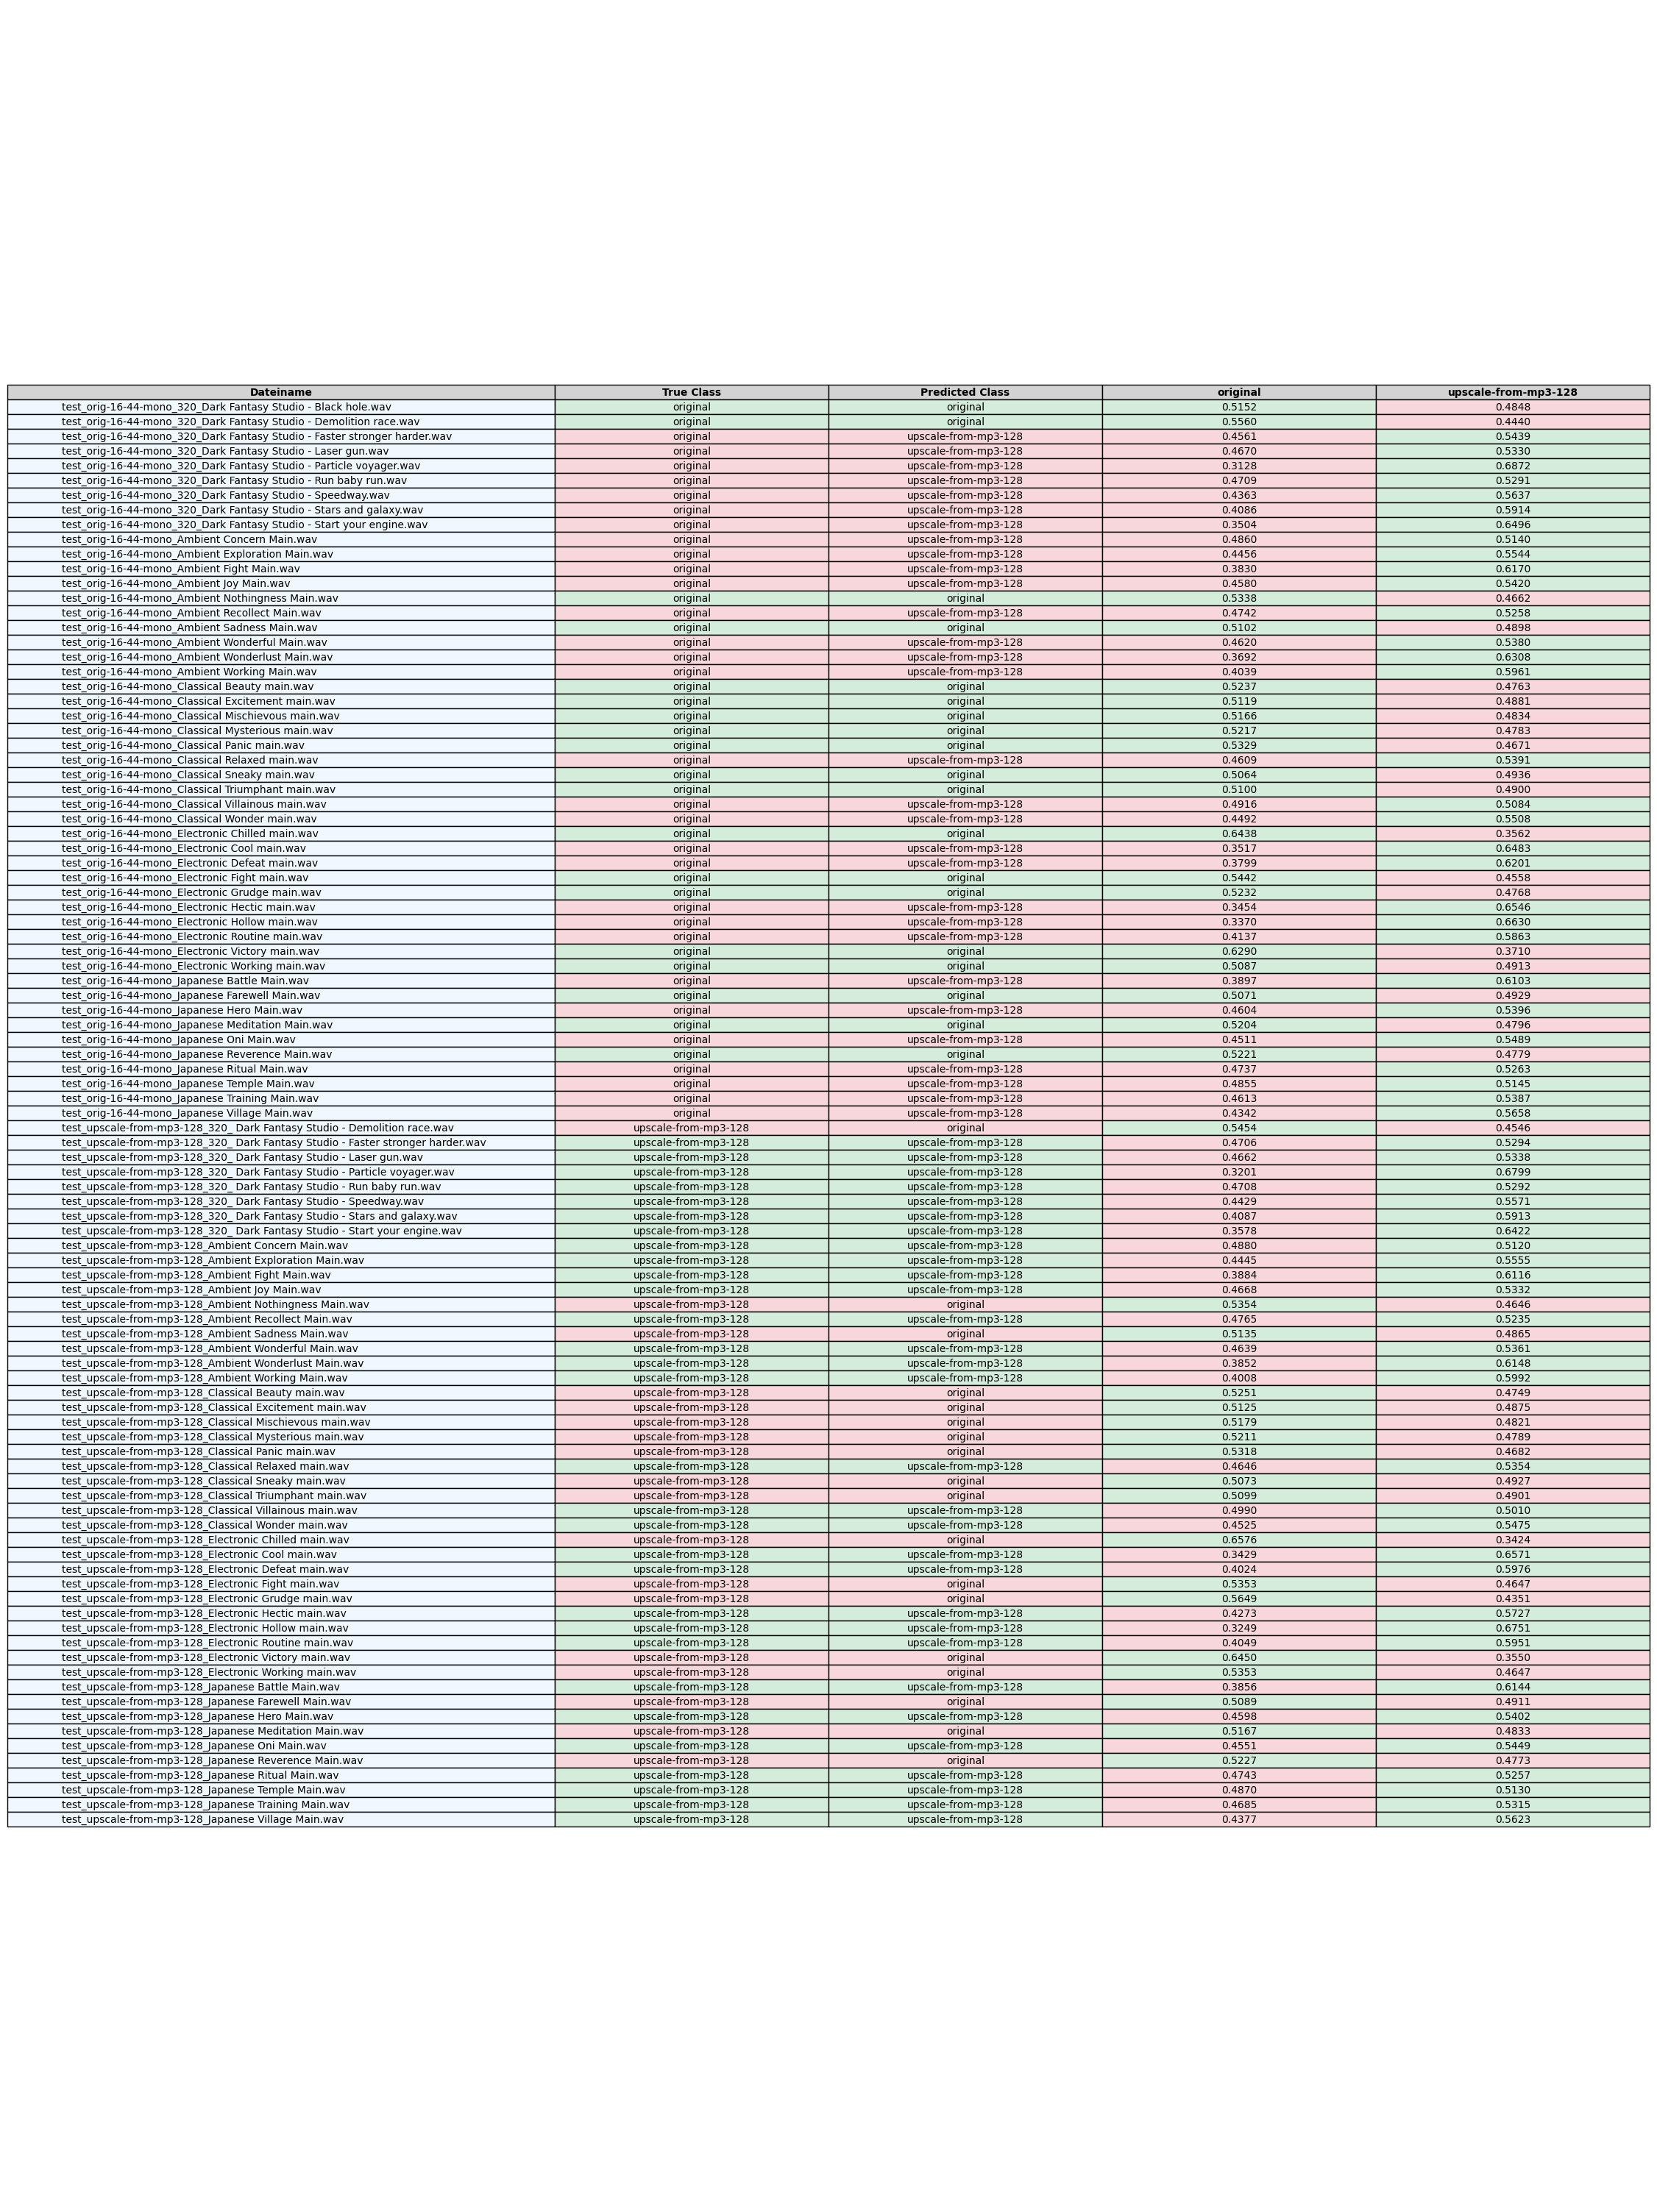 Dateiname True Class Predicted Class original upscale-from-mp3-128
test_orig-16-44-mono_320_Dark Fantasy Studio - Black hole.wav original original 0.5152 0.4848
test_orig-16-44-mono_320_Dark Fantasy Studio - Demolition race.wav original original 0.5560 0.4440
test_orig-16-44-mono_320_Dark Fantasy Studio - Faster stronger harder.wav original upscale-from-mp3-128 0.4561 0.5439
test_orig-16-44-mono_320_Dark Fantasy Studio - Laser gun.wav original upscale-from-mp3-128 0.4670 0.5330
test_orig-16-44-mono_320_Dark Fantasy Studio - Particle voyager.wav original upscale-from-mp3-128 0.3128 0.6872
test_orig-16-44-mono_320_Dark Fantasy Studio - Run baby run.wav original upscale-from-mp3-128 0.4709 0.5291
test_orig-16-44-mono_320_Dark Fantasy Studio - Speedway.wav original upscale-from-mp3-128 0.4363 0.5637
test_orig-16-44-mono_320_Dark Fantasy Studio - Stars and galaxy.wav original upscale-from-mp3-128 0.4086 0.5914
test_orig-16-44-mono_320_Dark Fantasy Studio - Start your engine.wav original upscale-from-mp3-128 0.3504 0.6496
test_orig-16-44-mono_Ambient Concern Main.wav original upscale-from-mp3-128 0.4860 0.5140
test_orig-16-44-mono_Ambient Exploration Main.wav original upscale-from-mp3-128 0.4456 0.5544
test_orig-16-44-mono_Ambient Fight Main.wav original upscale-from-mp3-128 0.3830 0.6170
test_orig-16-44-mono_Ambient Joy Main.wav original upscale-from-mp3-128 0.4580 0.5420
test_orig-16-44-mono_Ambient Nothingness Main.wav original original 0.5338 0.4662
test_orig-16-44-mono_Ambient Recollect Main.wav original upscale-from-mp3-128 0.4742 0.5258
test_orig-16-44-mono_Ambient Sadness Main.wav original original 0.5102 0.4898
test_orig-16-44-mono_Ambient Wonderful Main.wav original upscale-from-mp3-128 0.4620 0.5380
test_orig-16-44-mono_Ambient Wonderlust Main.wav original upscale-from-mp3-128 0.3692 0.6308
test_orig-16-44-mono_Ambient Working Main.wav original upscale-from-mp3-128 0.4039 0.5961
test_orig-16-44-mono_Classical Beauty main.wav original original 0.5237 0.4763
test_orig-16-44-mono_Classical Excitement main.wav original original 0.5119 0.4881
test_orig-16-44-mono_Classical Mischievous main.wav original original 0.5166 0.4834
test_orig-16-44-mono_Classical Mysterious main.wav original original 0.5217 0.4783
test_orig-16-44-mono_Classical Panic main.wav original original 0.5329 0.4671
test_orig-16-44-mono_Classical Relaxed main.wav original upscale-from-mp3-128 0.4609 0.5391
test_orig-16-44-mono_Classical Sneaky main.wav original original 0.5064 0.4936
test_orig-16-44-mono_Classical Triumphant main.wav original original 0.5100 0.4900
test_orig-16-44-mono_Classical Villainous main.wav original upscale-from-mp3-128 0.4916 0.5084
test_orig-16-44-mono_Classical Wonder main.wav original upscale-from-mp3-128 0.4492 0.5508
test_orig-16-44-mono_Electronic Chilled main.wav original original 0.6438 0.3562
test_orig-16-44-mono_Electronic Cool main.wav original upscale-from-mp3-128 0.3517 0.6483
test_orig-16-44-mono_Electronic Defeat main.wav original upscale-from-mp3-128 0.3799 0.6201
test_orig-16-44-mono_Electronic Fight main.wav original original 0.5442 0.4558
test_orig-16-44-mono_Electronic Grudge main.wav original original 0.5232 0.4768
test_orig-16-44-mono_Electronic Hectic main.wav original upscale-from-mp3-128 0.3454 0.6546
test_orig-16-44-mono_Electronic Hollow main.wav original upscale-from-mp3-128 0.3370 0.6630
test_orig-16-44-mono_Electronic Routine main.wav original upscale-from-mp3-128 0.4137 0.5863
test_orig-16-44-mono_Electronic Victory main.wav original original 0.6290 0.3710
test_orig-16-44-mono_Electronic Working main.wav original original 0.5087 0.4913
test_orig-16-44-mono_Japanese Battle Main.wav original upscale-from-mp3-128 0.3897 0.6103
test_orig-16-44-mono_Japanese Farewell Main.wav original original 0.5071 0.4929
test_orig-16-44-mono_Japanese Hero Main.wav original upscale-from-mp3-128 0.4604 0.5396
test_orig-16-44-mono_Japanese Meditation Main.wav original original 0.5204 0.4796
test_orig-16-44-mono_Japanese Oni Main.wav original upscale-from-mp3-128 0.4511 0.5489
test_orig-16-44-mono_Japanese Reverence Main.wav original original 0.5221 0.4779
test_orig-16-44-mono_Japanese Ritual Main.wav original upscale-from-mp3-128 0.4737 0.5263
test_orig-16-44-mono_Japanese Temple Main.wav original upscale-from-mp3-128 0.4855 0.5145
test_orig-16-44-mono_Japanese Training Main.wav original upscale-from-mp3-128 0.4613 0.5387
test_orig-16-44-mono_Japanese Village Main.wav original upscale-from-mp3-128 0.4342 0.5658
test_upscale-from-mp3-128_320_ Dark Fantasy Studio - Demolition race.wav upscale-from-mp3-128 original 0.5454 0.4546
test_upscale-from-mp3-128_320_ Dark Fantasy Studio - Faster stronger harder.wav upscale-from-mp3-128 upscale-from-mp3-128 0.4706 0.5294
test_upscale-from-mp3-128_320_ Dark Fantasy Studio - Laser gun.wav upscale-from-mp3-128 upscale-from-mp3-128 0.4662 0.5338
test_upscale-from-mp3-128_320_ Dark Fantasy Studio - Particle voyager.wav upscale-from-mp3-128 upscale-from-mp3-128 0.3201 0.6799
test_upscale-from-mp3-128_320_ Dark Fantasy Studio - Run baby run.wav upscale-from-mp3-128 upscale-from-mp3-128 0.4708 0.5292
test_upscale-from-mp3-128_320_ Dark Fantasy Studio - Speedway.wav upscale-from-mp3-128 upscale-from-mp3-128 0.4429 0.5571
test_upscale-from-mp3-128_320_ Dark Fantasy Studio - Stars and galaxy.wav upscale-from-mp3-128 upscale-from-mp3-128 0.4087 0.5913
test_upscale-from-mp3-128_320_ Dark Fantasy Studio - Start your engine.wav upscale-from-mp3-128 upscale-from-mp3-128 0.3578 0.6422
test_upscale-from-mp3-128_Ambient Concern Main.wav upscale-from-mp3-128 upscale-from-mp3-128 0.4880 0.5120
test_upscale-from-mp3-128_Ambient Exploration Main.wav upscale-from-mp3-128 upscale-from-mp3-128 0.4445 0.5555
test_upscale-from-mp3-128_Ambient Fight Main.wav upscale-from-mp3-128 upscale-from-mp3-128 0.3884 0.6116
test_upscale-from-mp3-128_Ambient Joy Main.wav upscale-from-mp3-128 upscale-from-mp3-128 0.4668 0.5332
test_upscale-from-mp3-128_Ambient Nothingness Main.wav upscale-from-mp3-128 original 0.5354 0.4646
test_upscale-from-mp3-128_Ambient Recollect Main.wav upscale-from-mp3-128 upscale-from-mp3-128 0.4765 0.5235
test_upscale-from-mp3-128_Ambient Sadness Main.wav upscale-from-mp3-128 original 0.5135 0.4865
test_upscale-from-mp3-128_Ambient Wonderful Main.wav upscale-from-mp3-128 upscale-from-mp3-128 0.4639 0.5361
test_upscale-from-mp3-128_Ambient Wonderlust Main.wav upscale-from-mp3-128 upscale-from-mp3-128 0.3852 0.6148
test_upscale-from-mp3-128_Ambient Working Main.wav upscale-from-mp3-128 upscale-from-mp3-128 0.4008 0.5992
test_upscale-from-mp3-128_Classical Beauty main.wav upscale-from-mp3-128 original 0.5251 0.4749
test_upscale-from-mp3-128_Classical Excitement main.wav upscale-from-mp3-128 original 0.5125 0.4875
test_upscale-from-mp3-128_Classical Mischievous main.wav upscale-from-mp3-128 original 0.5179 0.4821
test_upscale-from-mp3-128_Classical Mysterious main.wav upscale-from-mp3-128 original 0.5211 0.4789
test_upscale-from-mp3-128_Classical Panic main.wav upscale-from-mp3-128 original 0.5318 0.4682
test_upscale-from-mp3-128_Classical Relaxed main.wav upscale-from-mp3-128 upscale-from-mp3-128 0.4646 0.5354
test_upscale-from-mp3-128_Classical Sneaky main.wav upscale-from-mp3-128 original 0.5073 0.4927
test_upscale-from-mp3-128_Classical Triumphant main.wav upscale-from-mp3-128 original 0.5099 0.4901
test_upscale-from-mp3-128_Classical Villainous main.wav upscale-from-mp3-128 upscale-from-mp3-128 0.4990 0.5010
test_upscale-from-mp3-128_Classical Wonder main.wav upscale-from-mp3-128 upscale-from-mp3-128 0.4525 0.5475
test_upscale-from-mp3-128_Electronic Chilled main.wav upscale-from-mp3-128 original 0.6576 0.3424
test_upscale-from-mp3-128_Electronic Cool main.wav upscale-from-mp3-128 upscale-from-mp3-128 0.3429 0.6571
test_upscale-from-mp3-128_Electronic Defeat main.wav upscale-from-mp3-128 upscale-from-mp3-128 0.4024 0.5976
test_upscale-from-mp3-128_Electronic Fight main.wav upscale-from-mp3-128 original 0.5353 0.4647
test_upscale-from-mp3-128_Electronic Grudge main.wav upscale-from-mp3-128 original 0.5649 0.4351
test_upscale-from-mp3-128_Electronic Hectic main.wav upscale-from-mp3-128 upscale-from-mp3-128 0.4273 0.5727
test_upscale-from-mp3-128_Electronic Hollow main.wav upscale-from-mp3-128 upscale-from-mp3-128 0.3249 0.6751
test_upscale-from-mp3-128_Electronic Routine main.wav upscale-from-mp3-128 upscale-from-mp3-128 0.4049 0.5951
test_upscale-from-mp3-128_Electronic Victory main.wav upscale-from-mp3-128 original 0.6450 0.3550
test_upscale-from-mp3-128_Electronic Working main.wav upscale-from-mp3-128 original 0.5353 0.4647
test_upscale-from-mp3-128_Japanese Battle Main.wav upscale-from-mp3-128 upscale-from-mp3-128 0.3856 0.6144
test_upscale-from-mp3-128_Japanese Farewell Main.wav upscale-from-mp3-128 original 0.5089 0.4911
test_upscale-from-mp3-128_Japanese Hero Main.wav upscale-from-mp3-128 upscale-from-mp3-128 0.4598 0.5402
test_upscale-from-mp3-128_Japanese Meditation Main.wav upscale-from-mp3-128 original 0.5167 0.4833
test_upscale-from-mp3-128_Japanese Oni Main.wav upscale-from-mp3-128 upscale-from-mp3-128 0.4551 0.5449
test_upscale-from-mp3-128_Japanese Reverence Main.wav upscale-from-mp3-128 original 0.5227 0.4773
test_upscale-from-mp3-128_Japanese Ritual Main.wav upscale-from-mp3-128 upscale-from-mp3-128 0.4743 0.5257
test_upscale-from-mp3-128_Japanese Temple Main.wav upscale-from-mp3-128 upscale-from-mp3-128 0.4870 0.5130
test_upscale-from-mp3-128_Japanese Training Main.wav upscale-from-mp3-128 upscale-from-mp3-128 0.4685 0.5315
test_upscale-from-mp3-128_Japanese Village Main.wav upscale-from-mp3-128 upscale-from-mp3-128 0.4377 0.5623